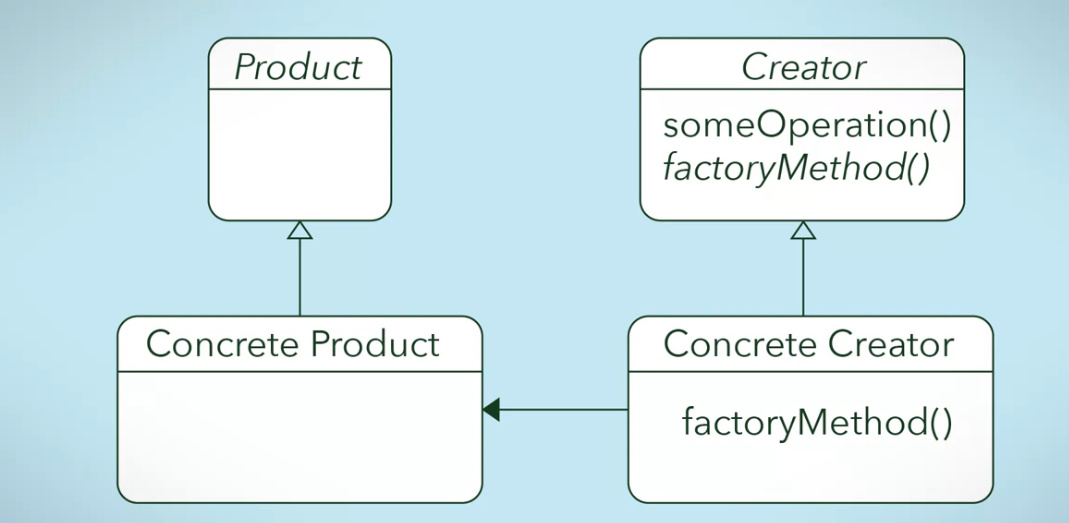 Product
Creator
someOperation()
factoryMethod()
Concrete Product
Concrete Creator
factoryMethod()